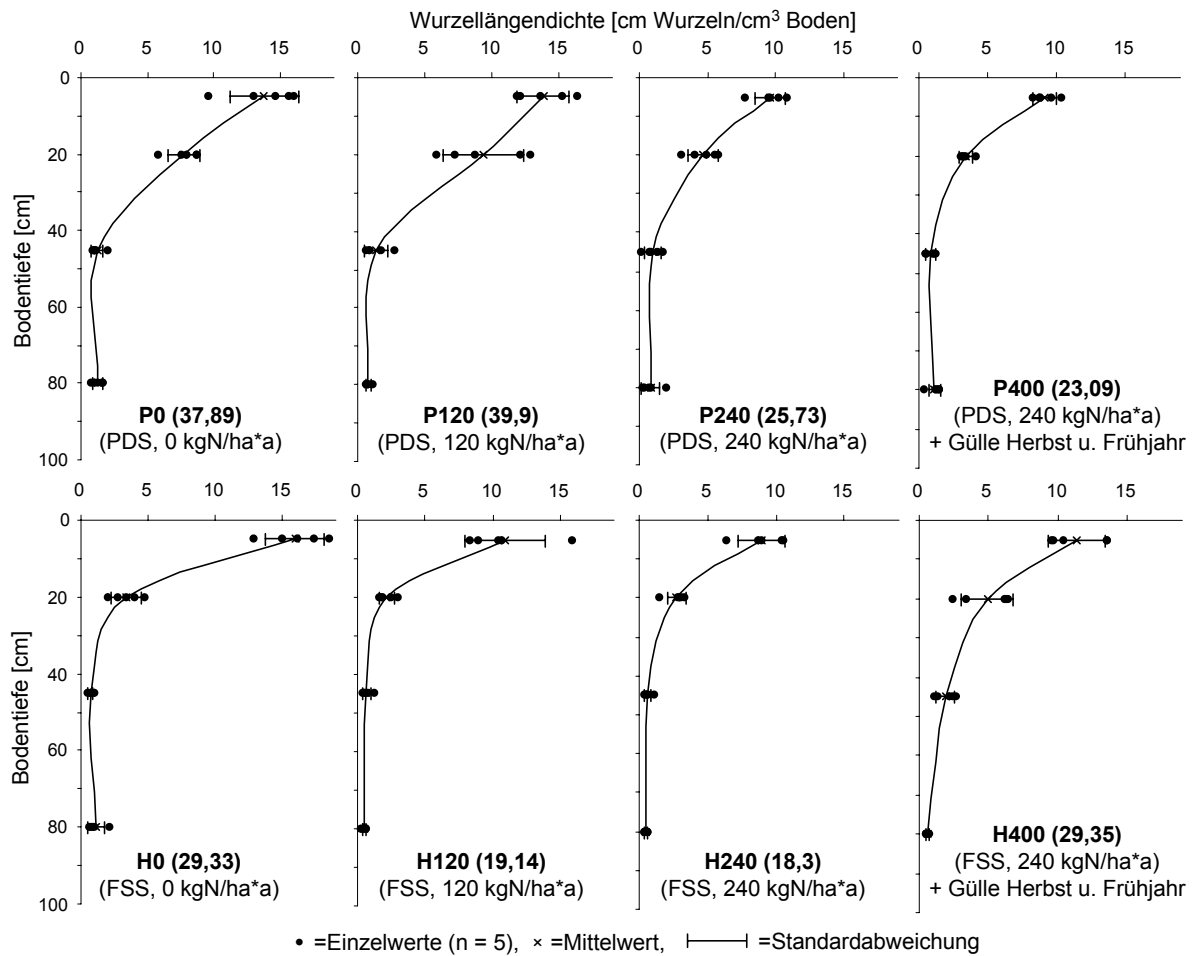 Wurzellängendichte [cm Wurzeln/cm³ Boden]
0 5 10 15 0 5 10 15 0 5 10 15 0 5 10 15
0
20
40
60
80
100
Bodentiefe [cm]
P0 (37,89)
(PDS, 0 kgN/ha*a)
P120 (39,9)
(PDS, 120 kgN/ha*a)
P240 (25,73)
(PDS, 240 kgN/ha*a)
P400 (23,09)
(PDS, 240 kgN/ha*a)
+ Gülle Herbst u. Frühjahr
0 5 10 15 0 5 10 15 0 5 10 15 0 5 10 15
0
20
40
60
80
100
Bodentiefe [cm]
H0 (29,33)
(FSS, 0 kgN/ha*a)
H120 (19,14)
(FSS, 120 kgN/ha*a)
H240 (18,3)
(FSS, 240 kgN/ha*a)
H400 (29,35)
(FSS, 240 kgN/ha*a)
+ Gülle Herbst u. Frühjahr
• =Einzelwerte (n = 5), × =Mittelwert, =Standardabweichung